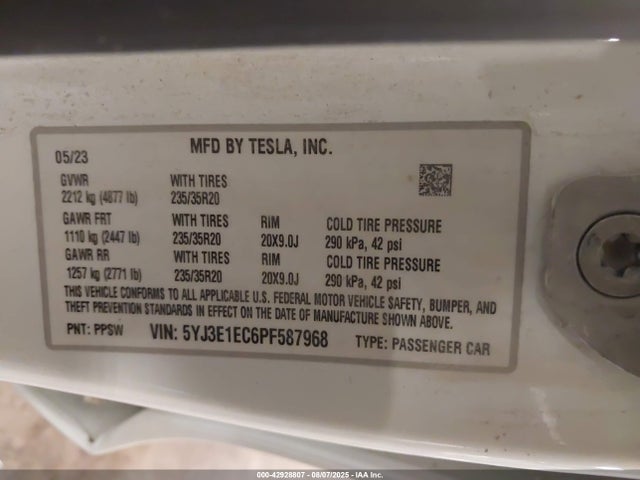 MFD BY TESLA, INC.
05/23
GVWR WITH TIRES
2212 kg (4877 lb) 235/35R20
GAWR FRT WITH TIRES RIM COLD TIRE PRESSURE
1110 kg (2447 lb) 235/35R20 20X9.0J 290 kPa, 42 psi
GAWR RR WITH TIRES RIM COLD TIRE PRESSURE
1257 kg (2771 lb) 235/35R20 20X9.0J 290 kPa, 42 psi
THIS VEHICLE CONFORMS TO ALL APPLICABLE U.S. FEDERAL MOTOR VEHICLE SAFETY, BUMPER, AND
THEFT PREVENTION STANDARDS IN EFFECT ON THE DATE OF MANUFACTURE SHOWN ABOVE.
PNT: PPSW VIN: 5YJ3E1EC6PF587968 TYPE: PASSENGER CAR
000-42928807 - 08/07/2025 - IAA Inc.